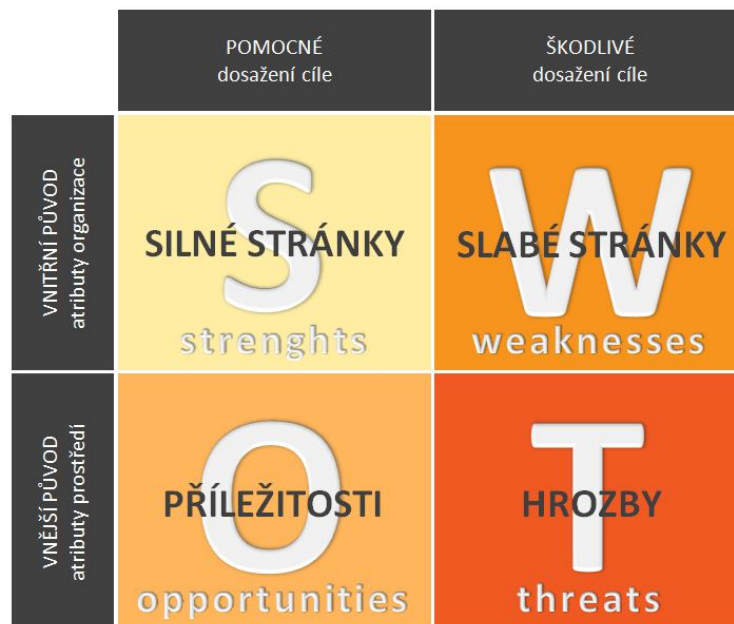 POMOCNÉ
dosažení cíle
ŠKODLIVÉ
dosažení cíle
VNITŘNÍ PŮVOD
atributy organizace
S
SILNÉ STRÁNKY
strenghts
W
SLABÉ STRÁNKY
weaknesses
VNĚJŠÍ PŮVOD
atributy prostředí
O
PŘÍLEŽITOSTI
opportunities
T
HROZBY
threats